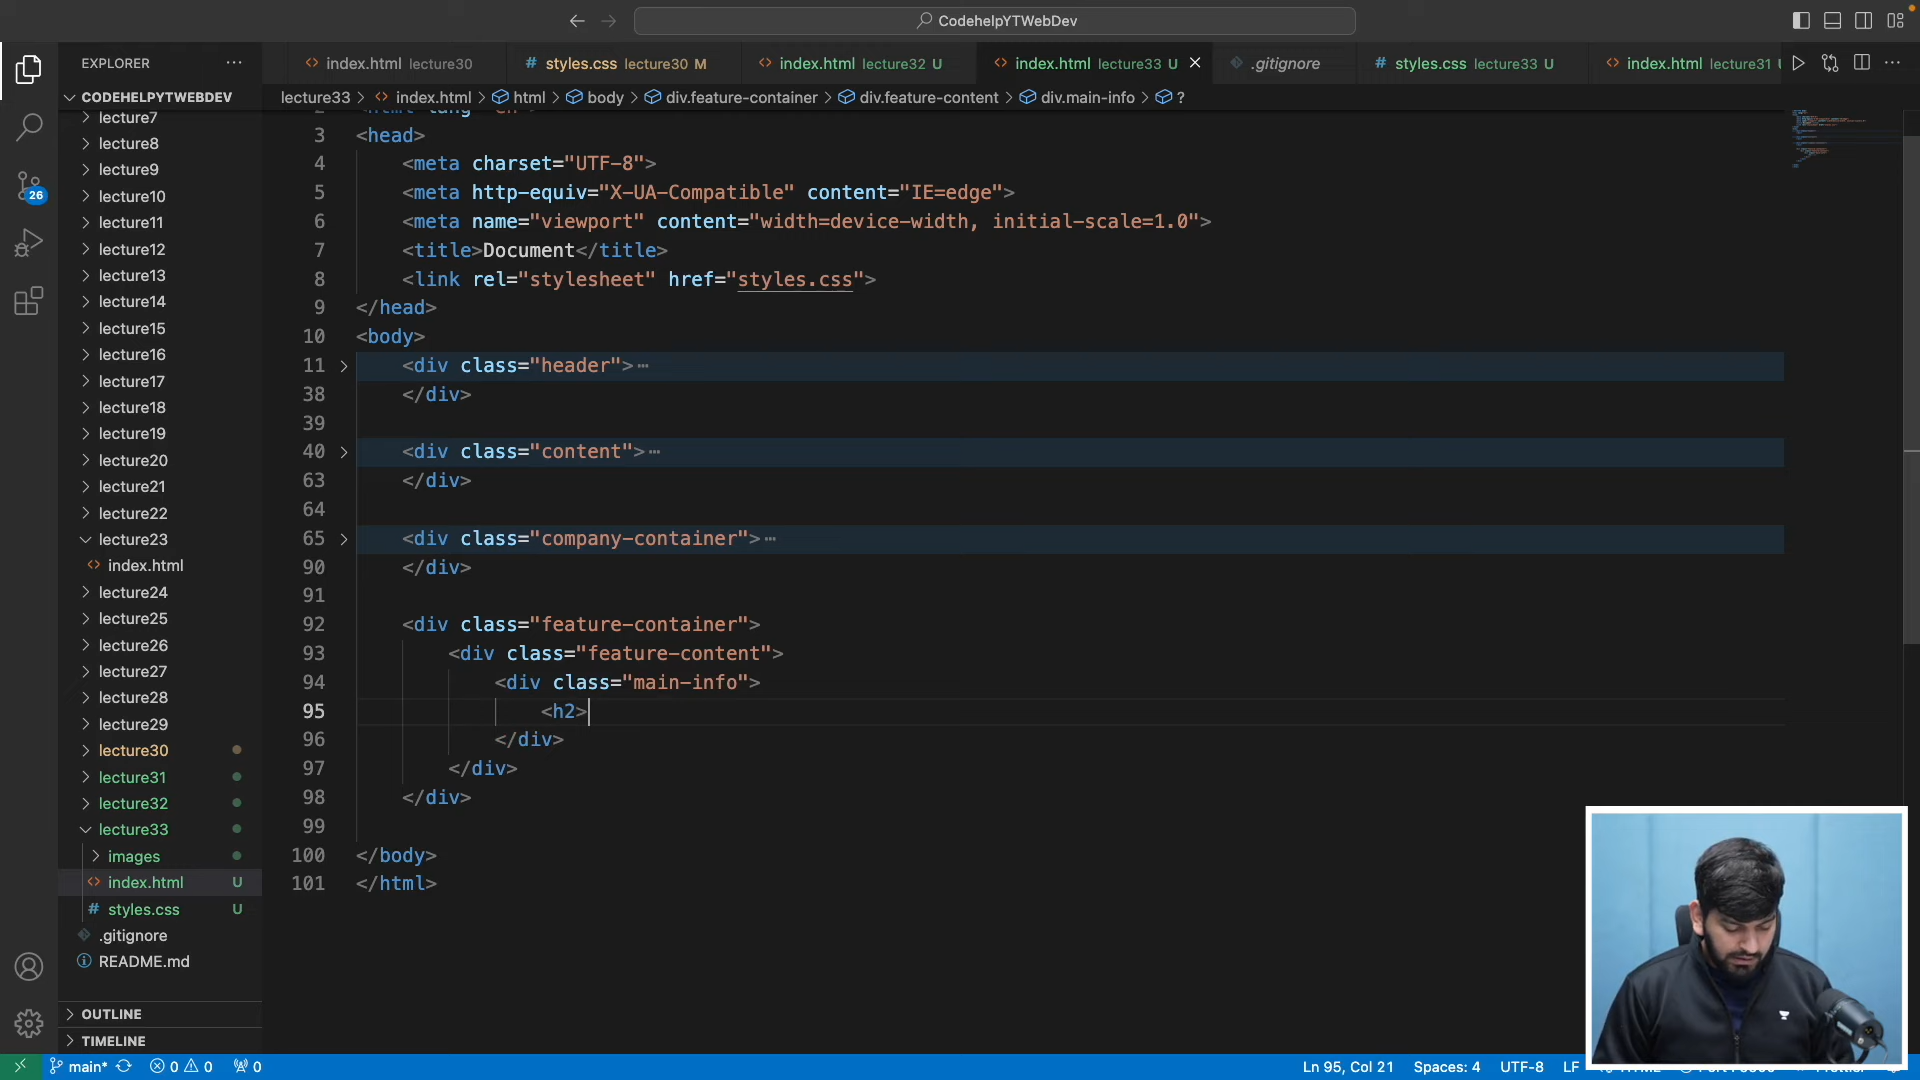 CodehelpYTWebDev
EXPLORER
index.html lecture30
styles.css lecture30 M
index.html lecture32 U
index.html lecture33 U
.gitignore
styles.css lecture33 U
index.html lecture31
CODEHELPYTWEBDEV
lecture33 > index.html > html > body > div.feature-container > div.feature-content > div.main-info > ?
lecture7
lecture8
lecture9
lecture10
lecture11
lecture12
lecture13
lecture14
lecture15
lecture16
lecture17
lecture18
lecture19
lecture20
lecture21
lecture22
lecture23
index.html
lecture24
lecture25
lecture26
lecture27
lecture28
lecture29
lecture30
lecture31
lecture32
lecture33
images
index.html U
styles.css U
.gitignore
README.md
OUTLINE
TIMELINE
26
3 <head>
4 <meta charset="UTF-8">
5 <meta http-equiv="X-UA-Compatible" content="IE=edge">
6 <meta name="viewport" content="width=device-width, initial-scale=1.0">
7 <title>Document</title>
8 <link rel="stylesheet" href="styles.css">
9 </head>
10 <body>
11 <div class="header">
38 </div>
39
40 <div class="content">
63 </div>
64
65 <div class="company-container">
90 </div>
91
92 <div class="feature-container">
93 <div class="feature-content">
94 <div class="main-info">
95 <h2>
96 </div>
97 </div>
98 </div>
99
100 </body>
101 </html>
main* 0 0 0
Ln 95, Col 21 Spaces: 4 UTF-8 LF